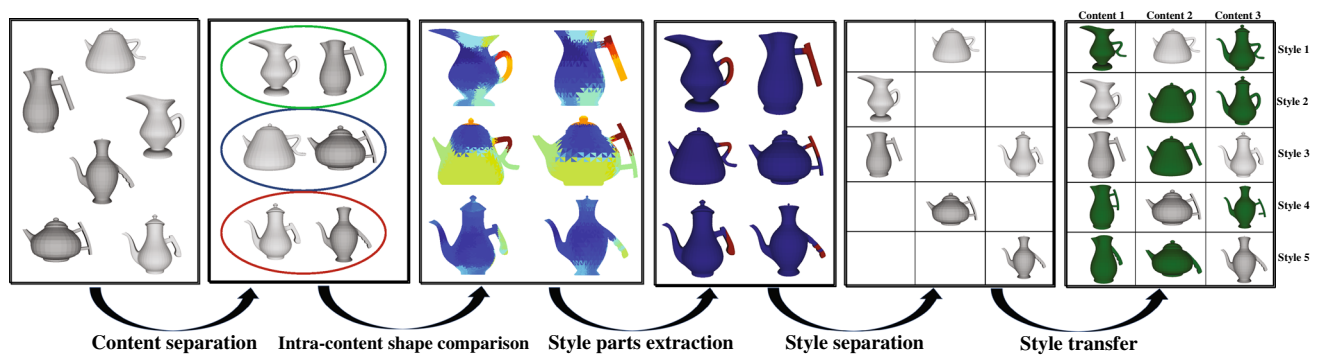 Content 1 Content 2 Content 3
Style 1
Style 2
Style 3
Style 4
Style 5
Content separation Intra-content shape comparison Style parts extraction Style separation Style transfer